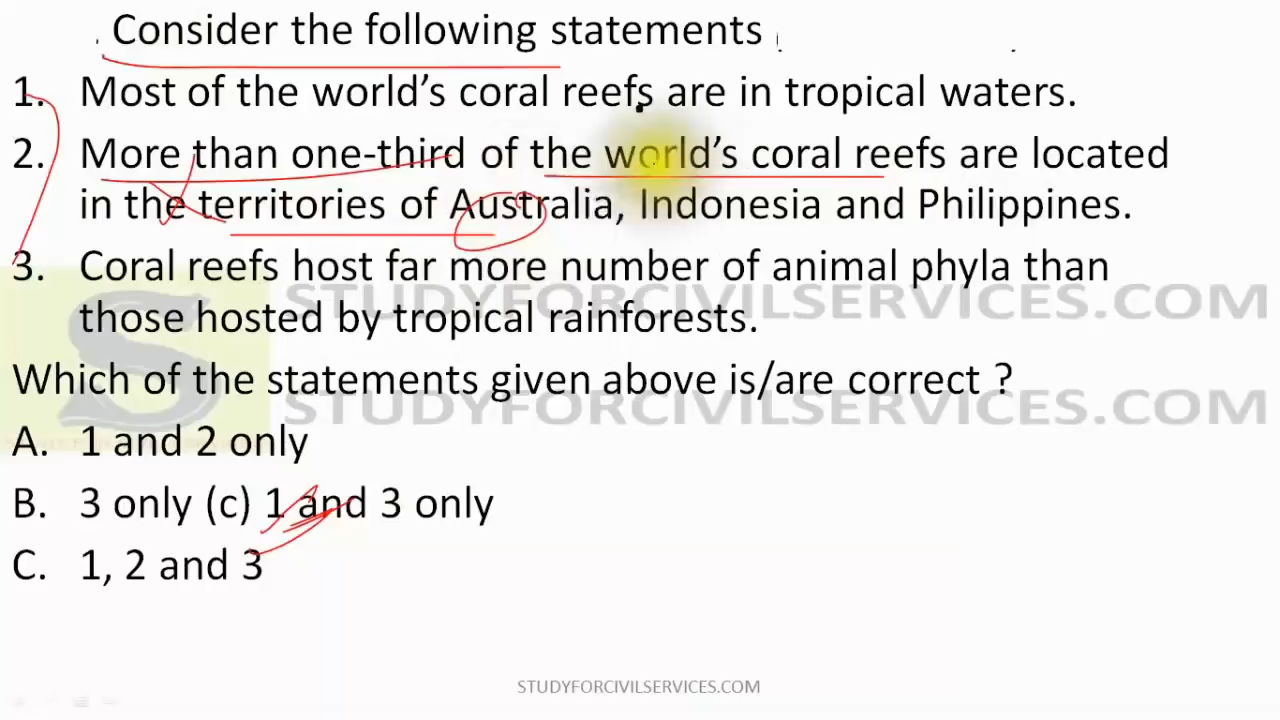 Consider the following statements
1. Most of the world’s coral reefs are in tropical waters.
2. More than one-third of the world’s coral reefs are located
in the territories of Australia, Indonesia and Philippines.
3. Coral reefs host far more number of animal phyla than
STUDYFORCIVILSERVICES.COM
those hosted by tropical rainforests.
Which of the statements given above is/are correct ?
STUDYFORCIVILSERVICES.COM
A. 1 and 2 only
B. 3 only (c) 1 and 3 only
C. 1, 2 and 3
STUDYFORCIVILSERVICES.COM